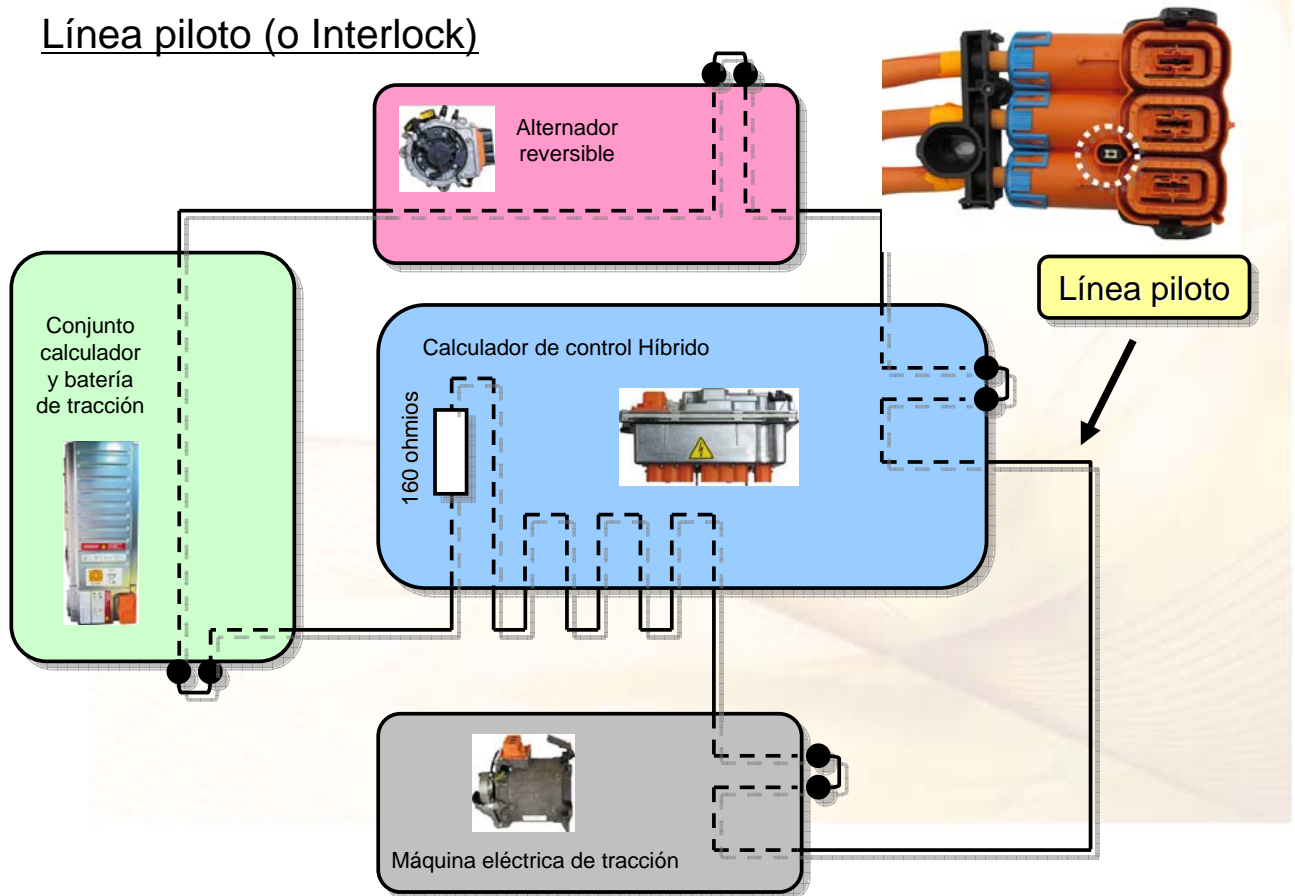 Línea piloto (o Interlock)
Alternador
reversible
Línea piloto
Conjunto
calculador
y batería
de tracción
Calculador de control Híbrido
160 ohmios
Máquina eléctrica de tracción